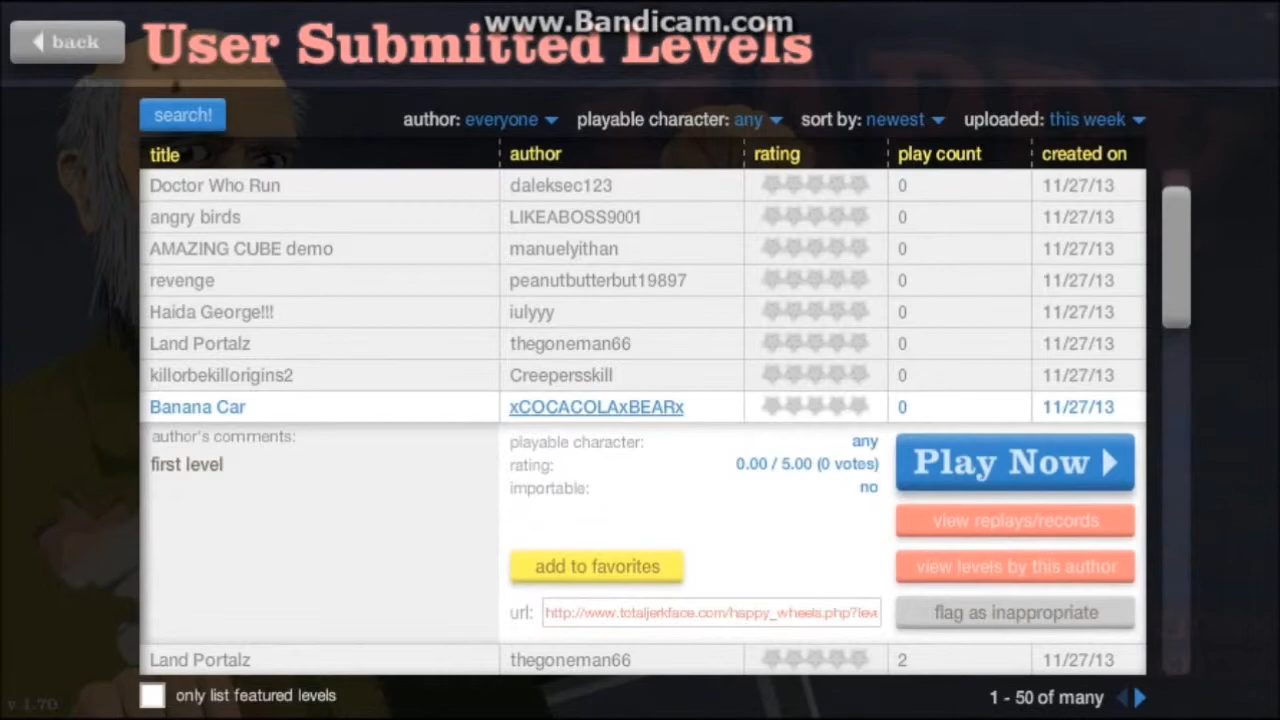 www.Bandicam.com
back
User Submitted Levels
search!
author: everyone playable character: any sort by: newest uploaded: this week
title author rating play count created on
Doctor Who Run daleksec123 0 11/27/13
angry birds LIKEABOSS9001 0 11/27/13
AMAZING CUBE demo manuelyithan 0 11/27/13
revenge peanutbutterbut19897 0 11/27/13
Haida George!!! iulyyy 0 11/27/13
Land Portalz thegoneman66 0 11/27/13
killorbekillorigins2 Creepersskill 0 11/27/13
Banana Car xCOCACOLAxBEARx 0 11/27/13
author's comments:
first level
playable character: any
rating: 0.00 / 5.00 (0 votes)
importable: no
add to favorites
url: http://www.totaljerkface.com/happy_wheels.php?leve
Play Now
view replays/records
view levels by this author
flag as inappropriate
Land Portalz thegoneman66 2 11/27/13
only list featured levels
1 - 50 of many
v 1.70